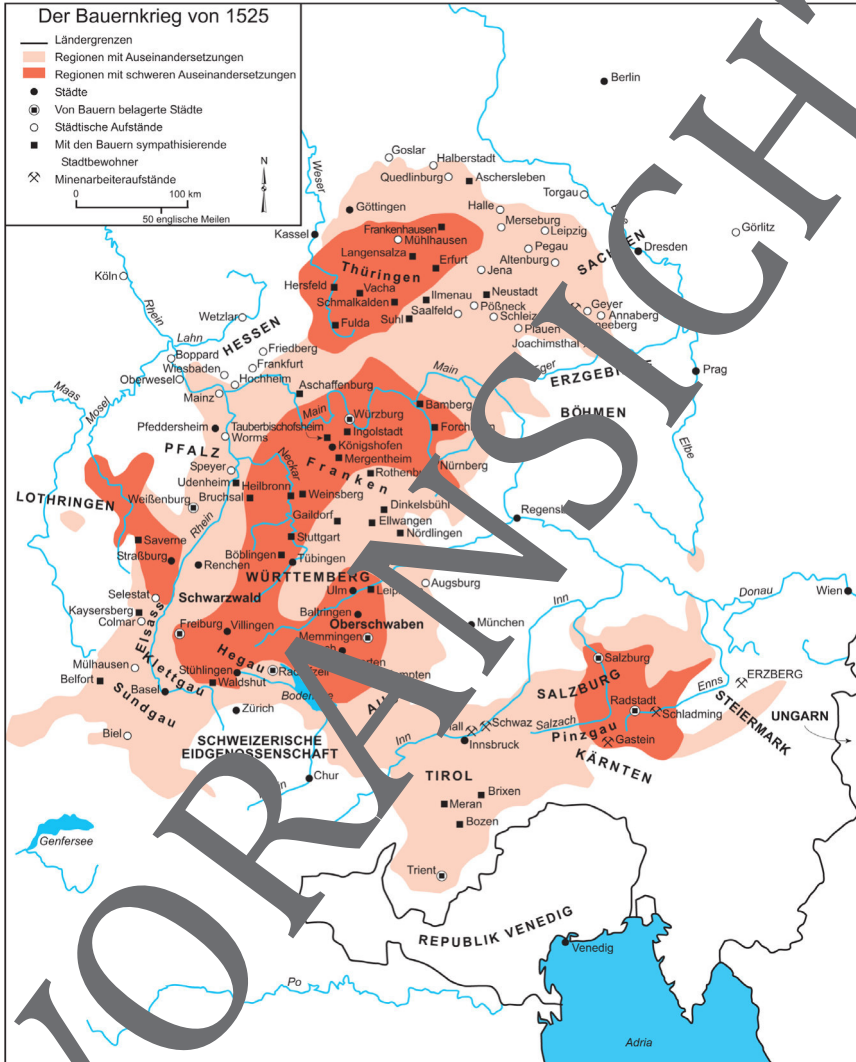 Der Bauernkrieg von 1525
Ländergrenzen
Regionen mit Auseinandersetzungen
Regionen mit schweren Auseinandersetzungen
Städte
Von Bauern belagerte Städte
Städtische Aufstände
Mit den Bauern sympathisierende
Stadtbewohner
Minenarbeiteraufstände
N
0
100 km
50 englische Meilen
Berlin
Goslar
Halberstadt
Quedlinburg
Aschersleben
Torgau
Weser
Göttingen
Halle
Merseburg
Leipzig
Görlitz
Kassel
Frankenhausen
Mühlhausen
Pegau
Dresden
SACHSEN
Langensalza
Altenburg
Thüringen
Erfurt
Jena
Köln
Hersfeld
Vacha
Ilmenau
Neustadt
Geyer
Schmalkalden
Pößneck
Annaberg
Rhein
Saalfeld
Schleiz
Wetzlar
Fulda
Suhl
Plauen
Joachimsthal
Lahn
HESSEN
Friedberg
Boppard
Frankfurt
Wiesbaden
Main
Prag
Oberwesel
Hochheim
Aschaffenburg
BÖHMEN
Maas
Mosel
Mainz
Bamberg
Main
Würzburg
Pfeddersheim
Tauberbischofsheim
Ingolstadt
Elbe
Worms
Königshofen
PFALZ
Neckar
Mergentheim
Franken
Nürnberg
Speyer
Udenheim
Heilbronn
LOTHRINGEN
Weißenburg
Bruchsal
Weinsberg
Dinkelsbühl
Rhein
Gaildorf
Ellwangen
Nördlingen
Saverne
Stuttgart
Straßburg
Böblingen
Renchen
Tübingen
WÜRTTEMBERG
Augsburg
Selestat
Schwarzwald
Ulm
Donau
Wien
Kaysersberg
Baltringen
Inn
Colmar
Elsass
Freiburg
Villingen
Oberschwaben
München
Memmingen
Mülhausen
Klettgau
Hegau
Salzburg
Stühlingen
Belfort
Sundgau
Waldshut
Basel
SALZBURG
Enns
ERZBERG
Zürich
Radstadt
STEIERMARK
UNGARN
Biel
Schwaz
Salzach
Schladming
SCHWEIZERISCHE
EIDGENOSSENSCHAFT
Inn
Innsbruck
Pinzgau
Gastein
KÄRNTEN
Chur
TIROL
Brixen
Meran
Bozen
Genfersee
Trient
REPUBLIK VENEDIG
Venedig
Po
Adria